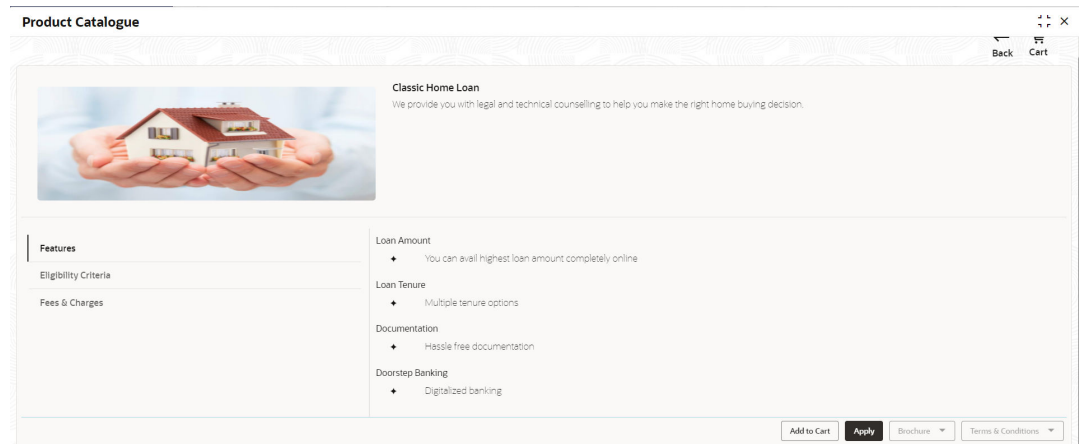 Product Catalogue
Back Cart
Classic Home Loan
We provide you with legal and technical counselling to help you make the right home buying decision.
Features
Eligibility Criteria
Fees & Charges
Loan Amount
You can avail highest loan amount completely online
Loan Tenure
Multiple tenure options
Documentation
Hassle free documentation
Doorstep Banking
Digitalized banking
Add to Cart Apply Brochure Terms & Conditions